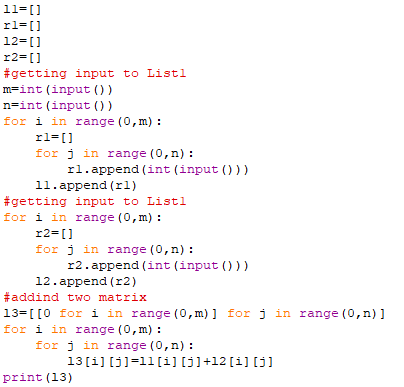 l1=[]
r1=[]
l2=[]
r2=[]
#getting input to List1
m=int(input())
n=int(input())
for i in range(0,m):
    r1=[]
    for j in range(0,n):
        r1.append(int(input()))
    l1.append(r1)
#getting input to List1
for i in range(0,m):
    r2=[]
    for j in range(0,n):
        r2.append(int(input()))
    l2.append(r2)
#addind two matrix
l3=[[0 for i in range(0,m)] for j in range(0,n)]
for i in range(0,m):
    for j in range(0,n):
        l3[i][j]=l1[i][j]+l2[i][j]
print(l3)